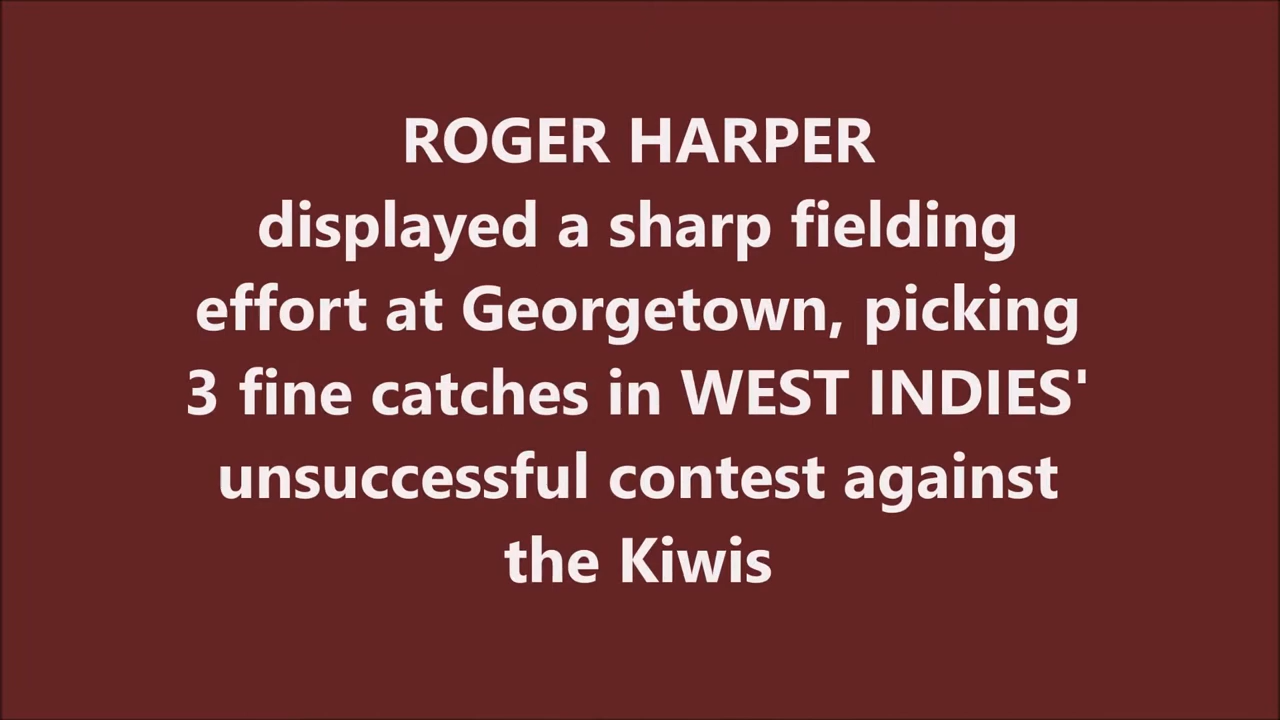 ROGER HARPER
displayed a sharp fielding
effort at Georgetown, picking
3 fine catches in WEST INDIES'
unsuccessful contest against
the Kiwis